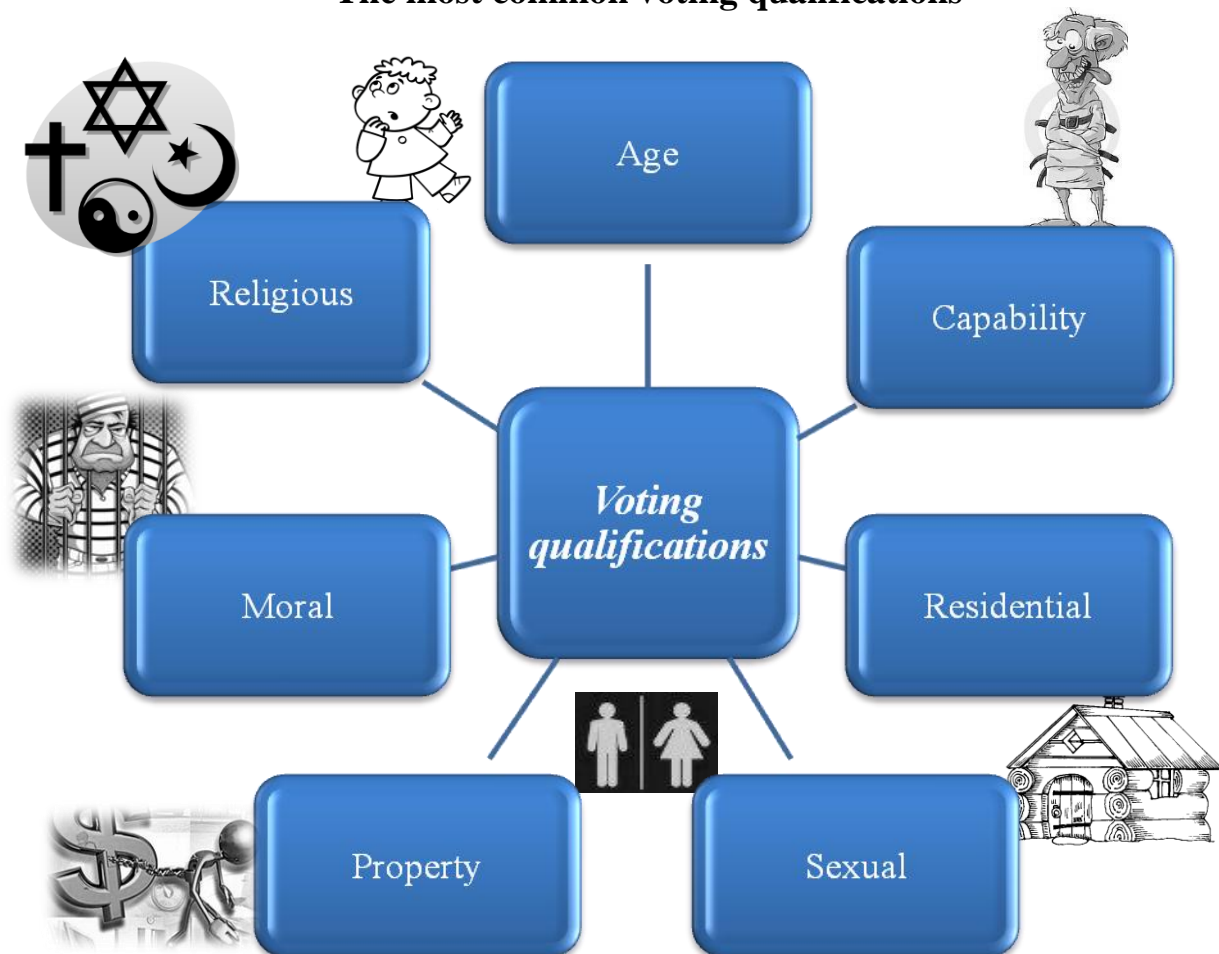 The most common voting qualifications
Age
Religious
Capability
Voting
qualifications
Moral
Residential
Property
Sexual